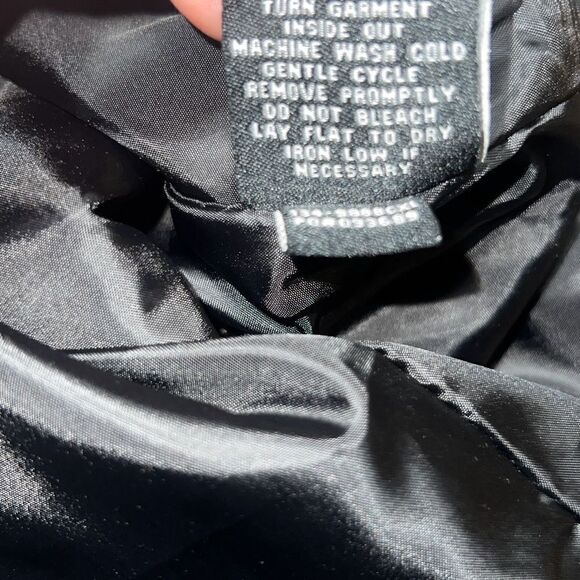 TURN GARMENT
INSIDE OUT
MACHINE WASH COLD
GENTLE CYCLE
REMOVE PROMPTLY
DO NOT BLEACH
LAY FLAT TO DRY
IRON LOW IF
NECESSARY